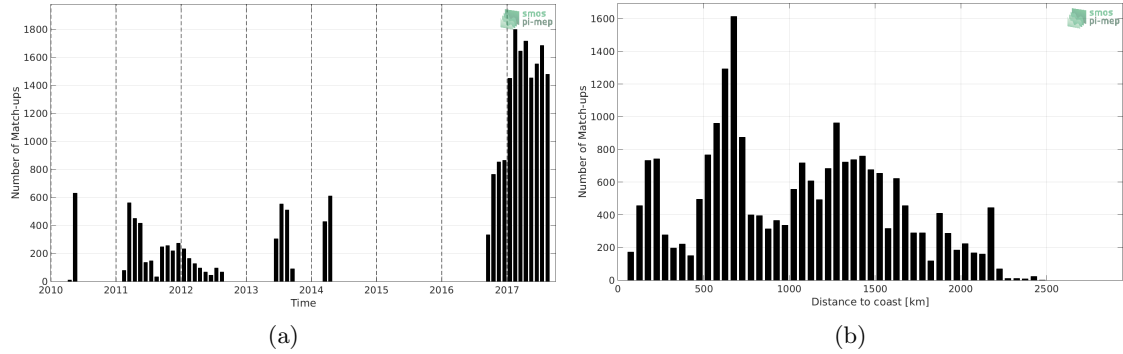 smos
pi-mep
1800
1600
1400
1200
1000
800
600
400
200
0
Number of Match-ups
2010 2011 2012 2013 2014 2015 2016 2017
Time
(a)
smos
pi-mep
1600
1400
1200
1000
800
600
400
200
0
Number of Match-ups
0 500 1000 1500 2000 2500
Distance to coast [km]
(b)